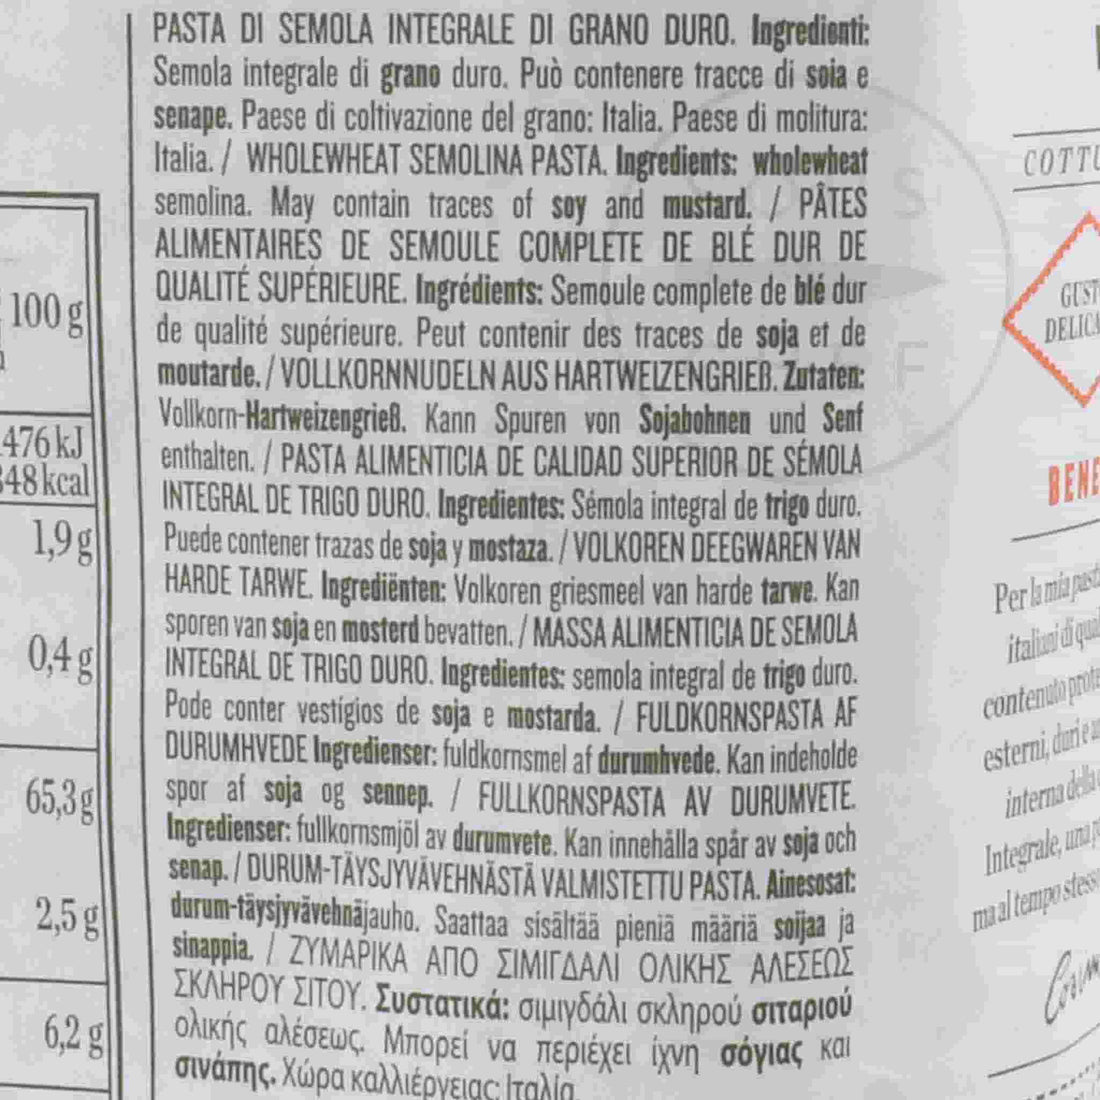 100 g
476 kJ
348 kcal
1,9 g
0,4 g
65,3 g
2,5 g
6,2 g
PASTA DI SEMOLA INTEGRALE DI GRANO DURO. Ingredienti:
Semola integrale di grano duro. Può contenere tracce di soia e
senape. Paese di coltivazione del grano: Italia. Paese di molitura:
Italia. / WHOLEWHEAT SEMOLINA PASTA. Ingredients: wholewheat
semolina. May contain traces of soy and mustard. / PÂTES
ALIMENTAIRES DE SEMOULE COMPLETE DE BLÉ DUR DE
QUALITÉ SUPÉRIEURE. Ingrédients: Semoule complete de blé dur
de qualité supérieure. Peut contenir des traces de soja et de
moutarde. / VOLLKORNNUDELN AUS HARTWEIZENGRIEß. Zutaten:
Vollkorn-Hartweizengrieß. Kann Spuren von Sojabohnen und Senf
enthalten. / PASTA ALIMENTICIA DE CALIDAD SUPERIOR DE SÉMOLA
INTEGRAL DE TRIGO DURO. Ingredientes: Sémola integral de trigo duro.
Puede contener trazas de soja y mostaza. / VOLKOREN DEEGWAREN VAN
HARDE TARWE. Ingrediënten: Volkoren griesmeel van harde tarwe. Kan
sporen van soja en mosterd bevatten. / MASSA ALIMENTICIA DE SEMOLA
INTEGRAL DE TRIGO DURO. Ingredientes: semola integral de trigo duro.
Pode conter vestígios de soja e mostarda. / FULDKORNSPASTA AF
DURUMHVEDE Ingredienser: fuldkornsmel af durumhvede. Kan indeholde
spor af soja og sennep. / FULLKORNSPASTA AV DURUMVETE.
Ingredienser: fullkornsmjöl av durumvete. Kan innehålla spår av soja och
senap. / DURUM-TÄYSJYVÄVEHNÄSTÄ VALMISTETTU PASTA. Ainesosat:
durum-täysjyvävehnäjauho. Saattaa sisältää pieniä määriä soijaa ja
sinappia. / ΖΥΜΑΡΙΚΑ ΑΠΟ ΣΙΜΙΓΔΑΛΙ ΟΛΙΚΗΣ ΑΛΕΣΕΩΣ
ΣΚΛΗΡΟΥ ΣΙΤΟΥ. Συστατικά: σιμιγδάλι σκληρού σιταριού
ολικής αλέσεως. Μπορεί να περιέχει ίχνη σόγιας και
σινάπης. Χώρα καλλιέργειας: Ιταλία.
COTTU
GUST
DELICA
BENE
Per la mia past
italiani di qual
contenuto prote
esterni, duri e
interna della
Integrale, una
ma al tempo stess